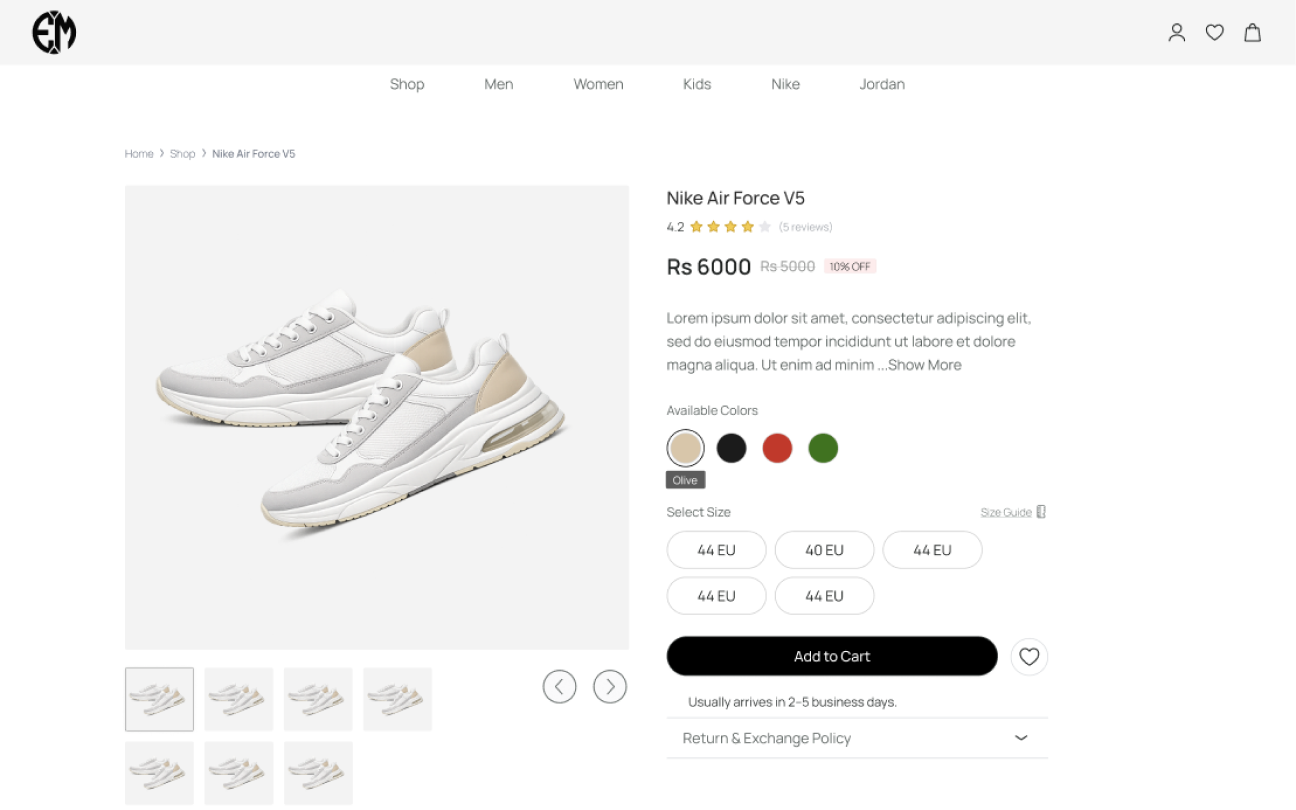 EM
Shop Men Women Kids Nike Jordan
Home > Shop > Nike Air Force V5
Nike Air Force V5
4.2 (5 reviews)
Rs 6000 Rs 5000 10% OFF
Lorem ipsum dolor sit amet, consectetur adipiscing elit,
sed do eiusmod tempor incididunt ut labore et dolore
magna aliqua. Ut enim ad minim ...Show More
Available Colors
Olive
Select Size Size Guide
44 EU 40 EU 44 EU
44 EU 44 EU
Add to Cart
Usually arrives in 2–5 business days.
Return & Exchange Policy